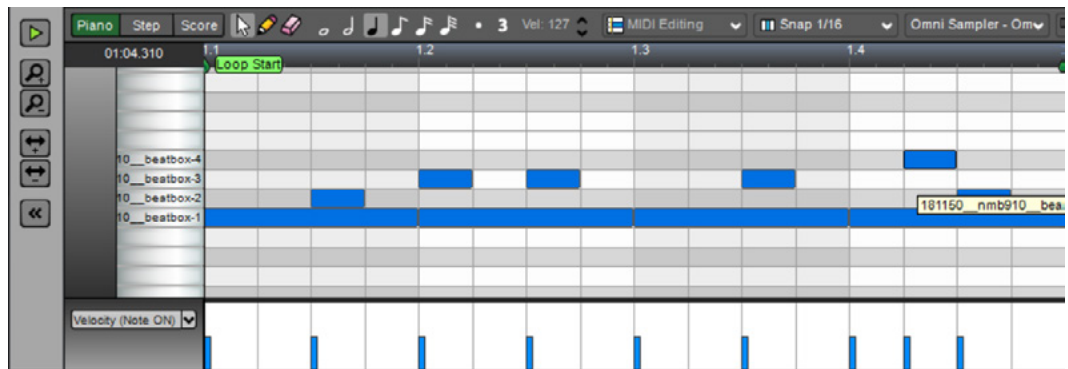 Piano Step Score 3 Vel: 127 MIDI Editing Snap 1/16 Omni Sampler - Om
01:04.310 1.1 1.2 1.3 1.4
Loop Start
10__beatbox-4
10__beatbox-3
10__beatbox-2
10__beatbox-1
181150__nmb910__bea
Velocity (Note ON)